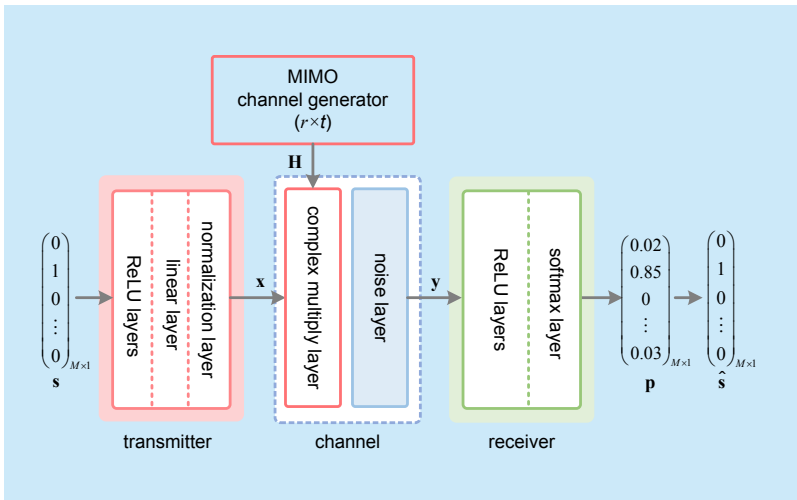 MIMO
channel generator
(r×t)
H
0
1
0
⋮
0
M×1
s
ReLU layers
linear layer
normalization layer
transmitter
x
complex multiply layer
noise layer
channel
y
ReLU layers
softmax layer
receiver
0.02
0.85
0
⋮
0.03
M×1
p
0
1
0
⋮
0
M×1
ŝ